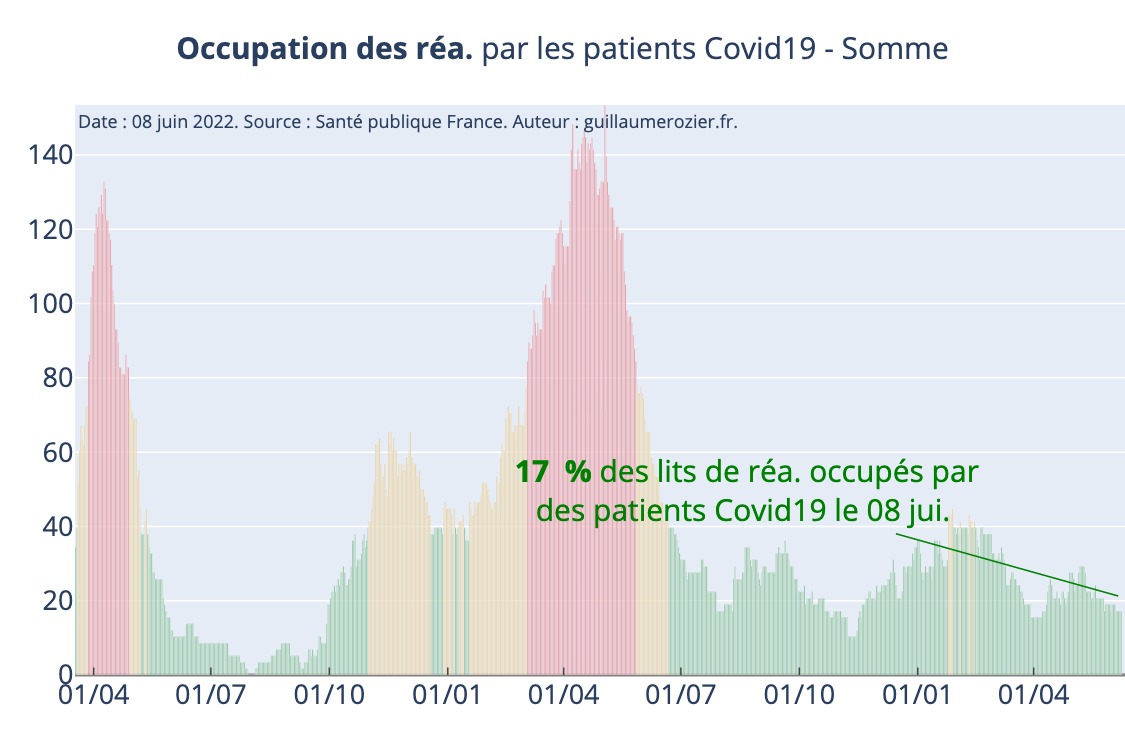 Occupation des réa. par les patients Covid19 - Somme
Date : 08 juin 2022. Source : Santé publique France. Auteur : guillaumerozier.fr.
140
120
100
80
60
40
20
0
17 % des lits de réa. occupés par
des patients Covid19 le 08 jui.
01/04 01/07 01/10 01/01 01/04 01/07 01/10 01/01 01/04